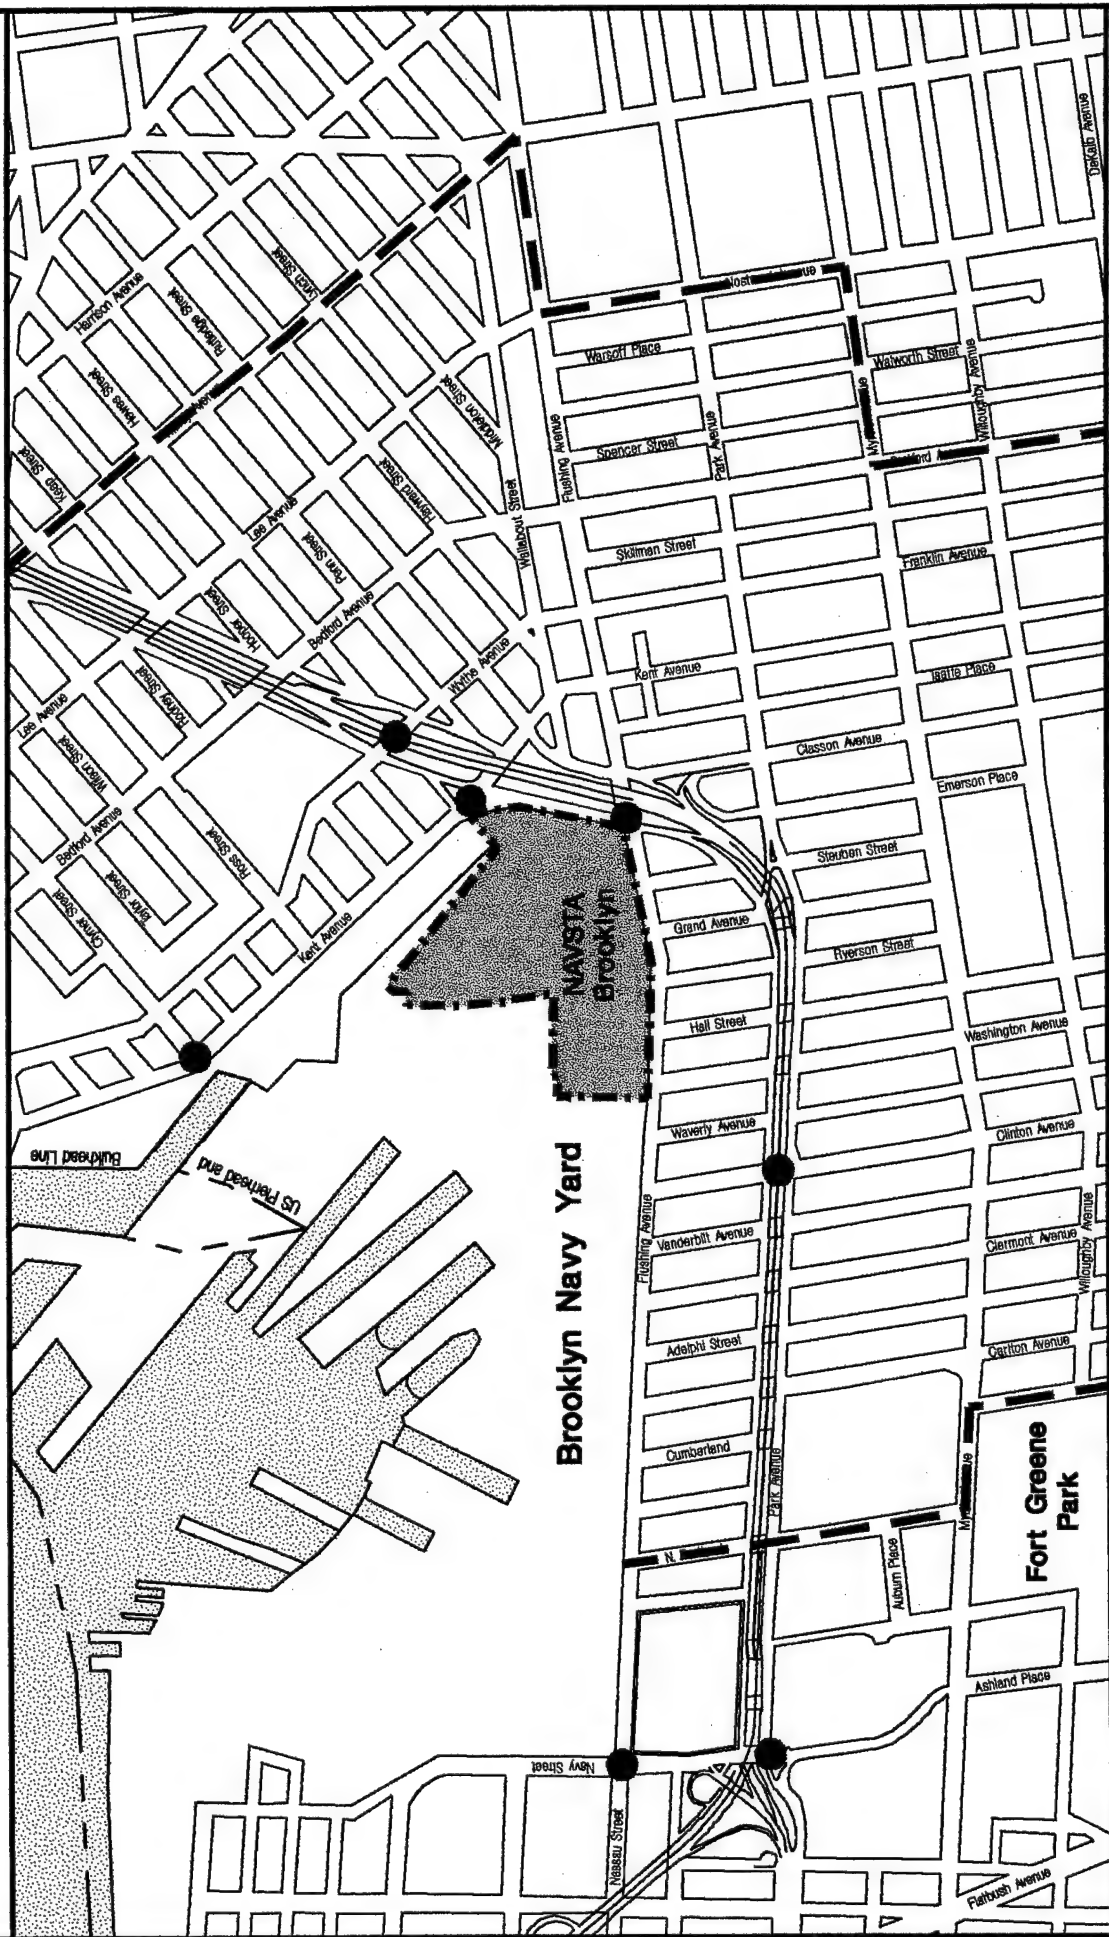 DeKalb Avenue
Harrison Avenue
Rutledge Street
Lynch Street
Hewes Street
Keap Street
Warsoff Place
Walworth Street
Willoughby Avenue
Middleton Street
Flushing Avenue
Spencer Street
Park Avenue
Heyward Street
Lee Avenue
Penn Street
Wallabout Street
Skillman Street
Franklin Avenue
Hooper Street
Bedford Avenue
Wythe Avenue
Kent Avenue
Taaffe Place
Rodney Street
Lee Avenue
Wilson Street
Classon Avenue
Emerson Place
Bedford Avenue
Ross Street
Taylor Street
Clymer Street
Steuben Street
Kent Avenue
NAVSTA
Brooklyn
Grand Avenue
Ryerson Street
Hall Street
Washington Avenue
Waverly Avenue
Clinton Avenue
Bulkhead Line
US Pierhead and
Brooklyn Navy Yard
Flushing Avenue
Vanderbilt Avenue
Clermont Avenue
Willoughby Avenue
Adelphi Street
Carlton Avenue
Cumberland
Park Avenue
Fort Greene
Park
N.
Auburn Place
Ashland Place
Navy Street
Nassau Street
Flatbush Avenue